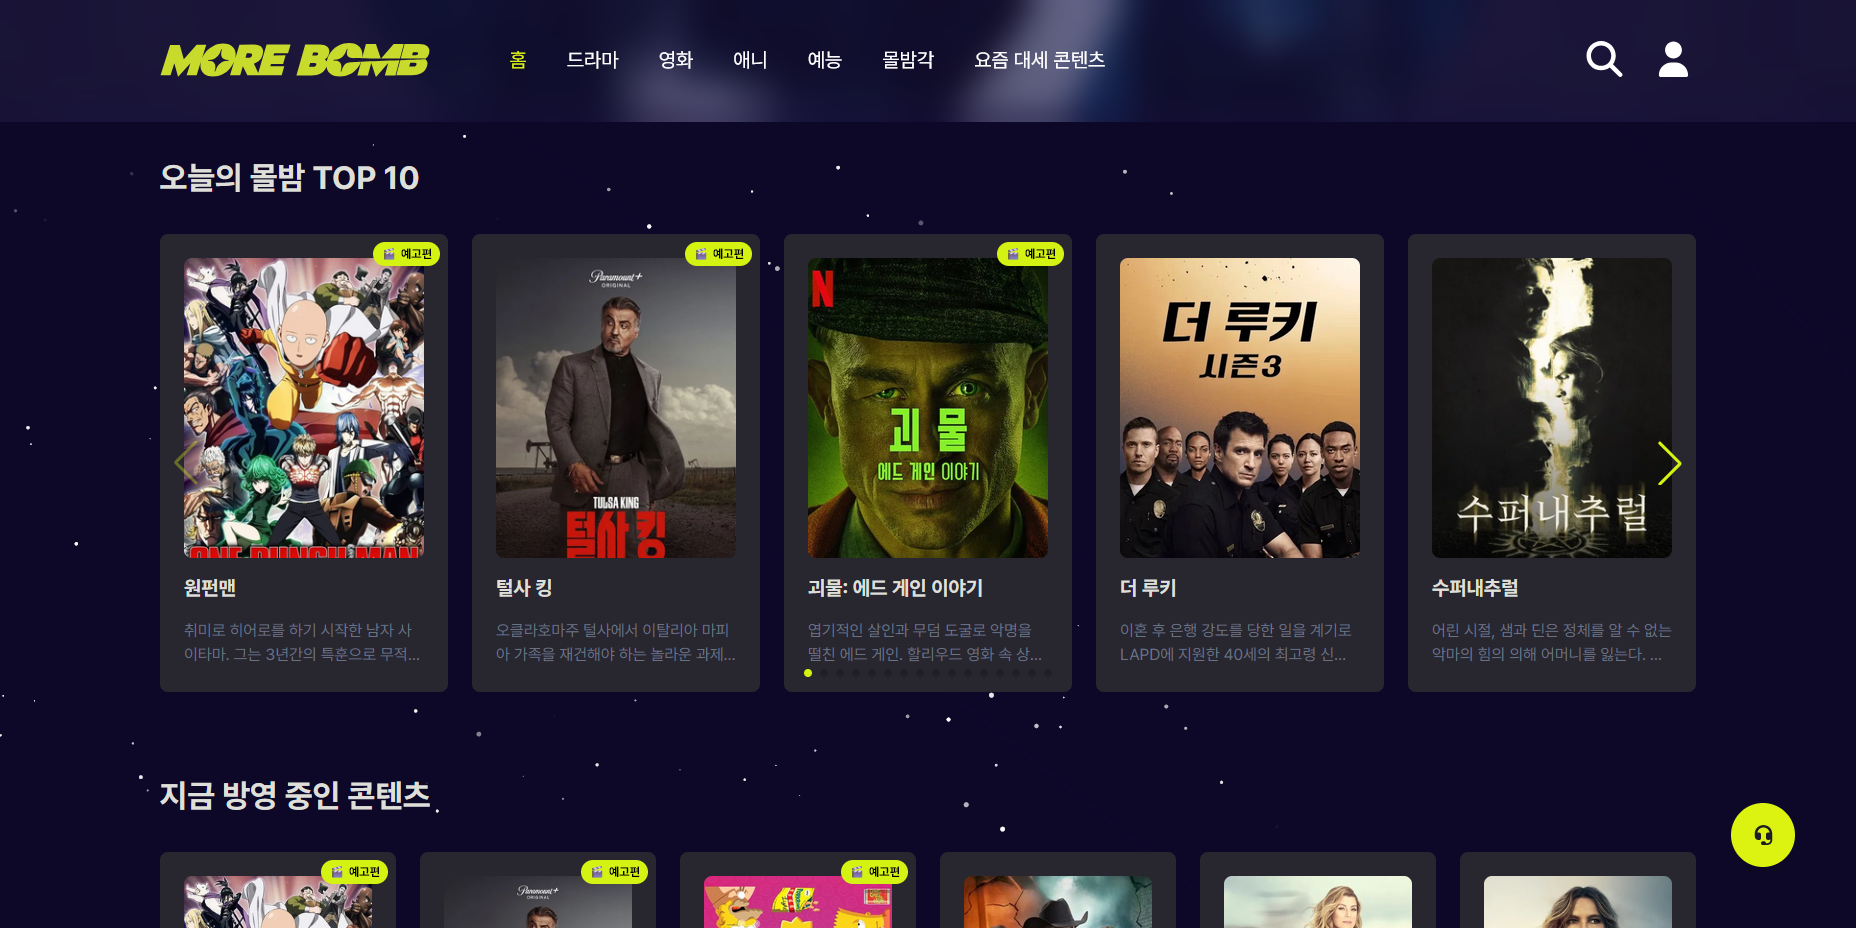 MORE BOMB
홈 드라마 영화 애니 예능 몰밤각 요즘 대세 콘텐츠
오늘의 몰밤 TOP 10
예고편
예고편
예고편
ONE PUNCH MAN
Paramount+
ORIGINAL
TULSA KING
털사 킹
N
괴물
에드 게인 이야기
더 루키
시즌3
수퍼내추럴
원펀맨
취미로 히어로를 하기 시작한 남자 사
이타마. 그는 3년간의 특훈으로 무적...
털사 킹
오클라호마주 털사에서 이탈리아 마피
아 가족을 재건해야 하는 놀라운 과제...
괴물: 에드 게인 이야기
엽기적인 살인과 무덤 도굴로 악명을
떨친 에드 게인. 할리우드 영화 속 상...
더 루키
이혼 후 은행 강도를 당한 일을 계기로
LAPD에 지원한 40세의 최고령 신...
수퍼내추럴
어린 시절, 샘과 딘은 정체를 알 수 없는
악마의 힘의 의해 어머니를 잃는다. ...
지금 방영 중인 콘텐츠
예고편
예고편
예고편
Paramount+
ORIGINAL